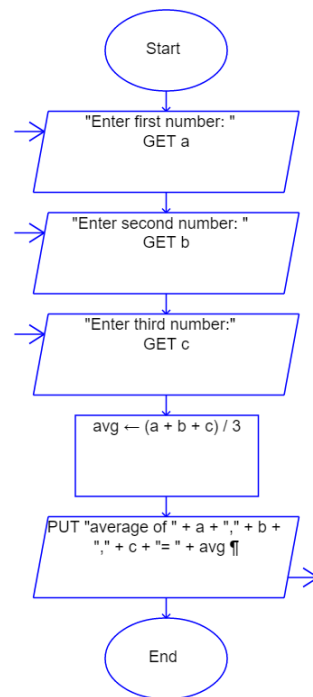 Start
"Enter first number: "
GET a
"Enter second number: "
GET b
"Enter third number:"
GET c
avg ← (a + b + c) / 3
PUT "average of " + a + "," + b +
"," + c + "= " + avg ¶
End